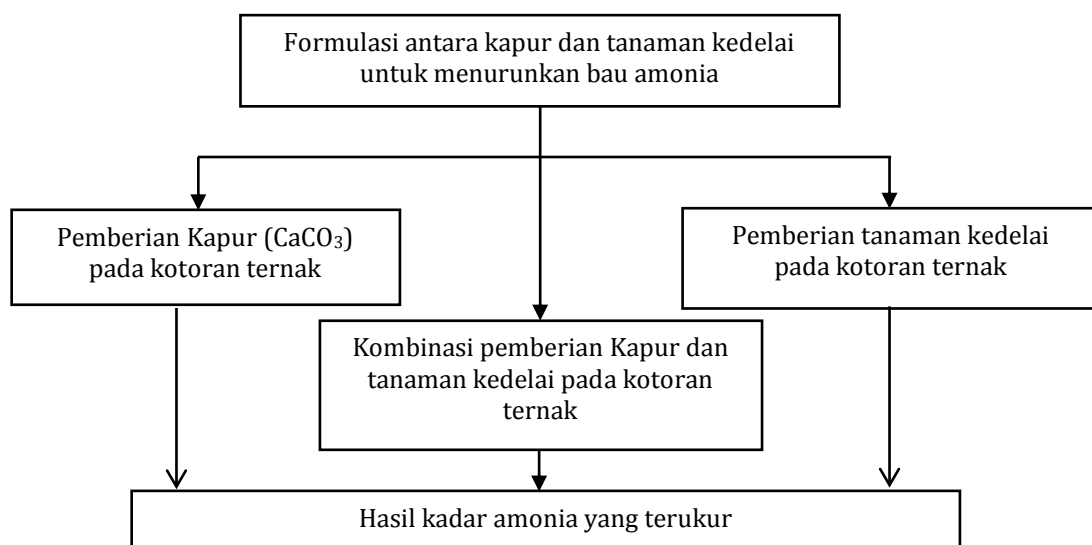 Formulasi antara kapur dan tanaman kedelai
untuk menurunkan bau amonia
Pemberian Kapur (CaCO₃)
pada kotoran ternak
Pemberian tanaman kedelai
pada kotoran ternak
Kombinasi pemberian Kapur dan
tanaman kedelai pada kotoran
ternak
Hasil kadar amonia yang terukur